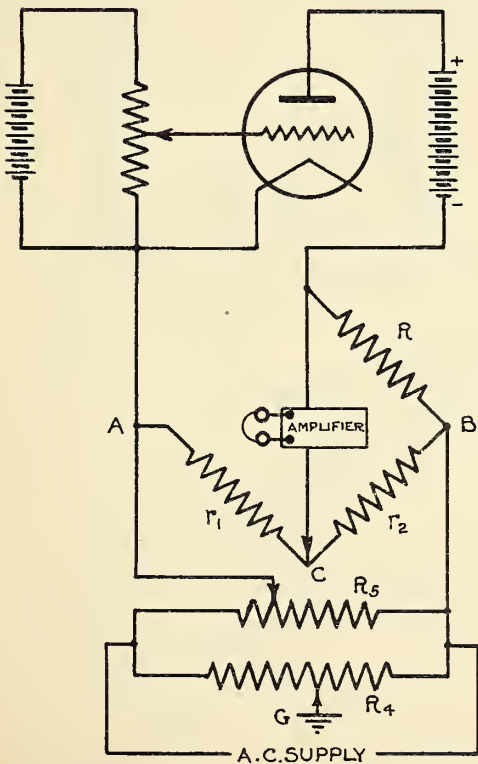 +
-
R
A
AMPLIFIER
B
r₁
r₂
C
R₅
R₄
G
A.C. SUPPLY